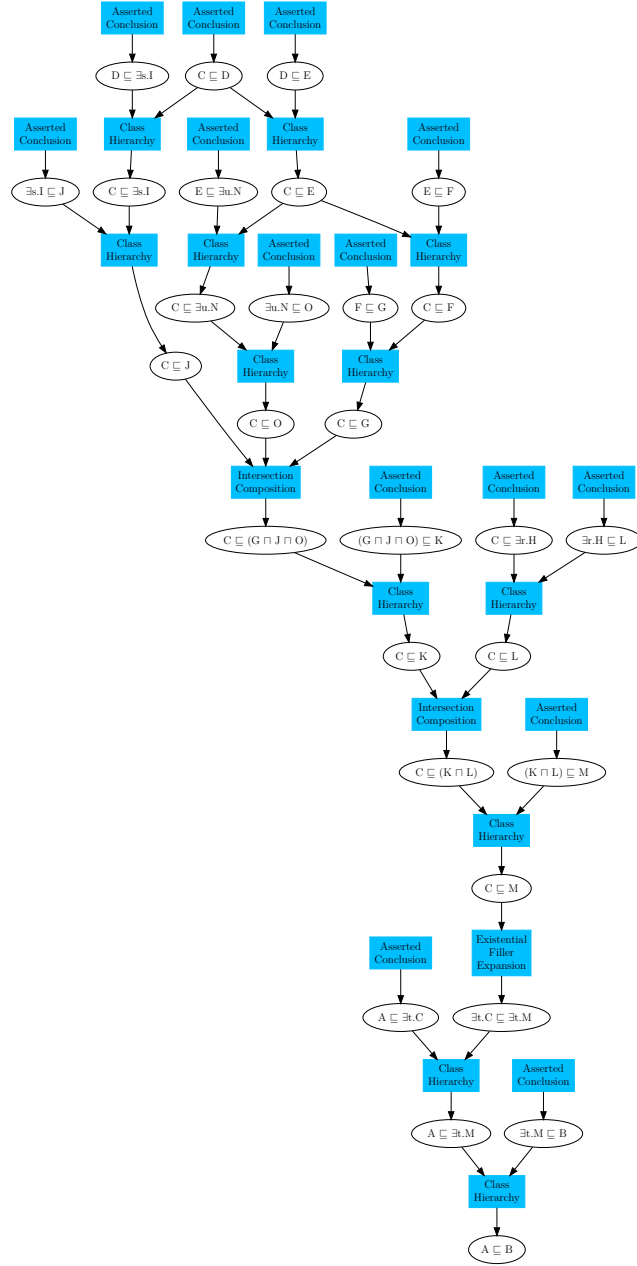 Asserted
Conclusion
Asserted
Conclusion
Asserted
Conclusion
D ⊑ ∃s.I
C ⊑ D
D ⊑ E
Asserted
Conclusion
Class
Hierarchy
Asserted
Conclusion
Class
Hierarchy
Asserted
Conclusion
∃s.I ⊑ J
C ⊑ ∃s.I
E ⊑ ∃u.N
C ⊑ E
E ⊑ F
Class
Hierarchy
Class
Hierarchy
Asserted
Conclusion
Asserted
Conclusion
Class
Hierarchy
C ⊑ ∃u.N
∃u.N ⊑ O
F ⊑ G
C ⊑ F
C ⊑ J
Class
Hierarchy
Class
Hierarchy
C ⊑ O
C ⊑ G
Intersection
Composition
Asserted
Conclusion
Asserted
Conclusion
Asserted
Conclusion
C ⊑ (G ⊓ J ⊓ O)
(G ⊓ J ⊓ O) ⊑ K
C ⊑ ∃r.H
∃r.H ⊑ L
Class
Hierarchy
Class
Hierarchy
C ⊑ K
C ⊑ L
Intersection
Composition
Asserted
Conclusion
C ⊑ (K ⊓ L)
(K ⊓ L) ⊑ M
Class
Hierarchy
C ⊑ M
Asserted
Conclusion
Existential
Filler
Expansion
A ⊑ ∃t.C
∃t.C ⊑ ∃t.M
Class
Hierarchy
Asserted
Conclusion
A ⊑ ∃t.M
∃t.M ⊑ B
Class
Hierarchy
A ⊑ B